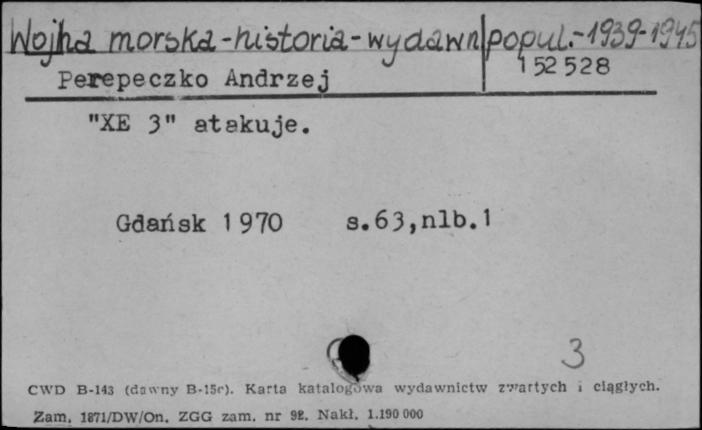 Wojna morska-historia-wydawn popul.-1939-1945
Perepeczko Andrzej 152528
"XE 3" atakuje.
Gdańsk 1970 s.63,nlb.1
3
CWD B-143 (dawny B-15c). Karta katalogowa wydawnictw zwartych i ciągłych.
Zam. 1871/DW/On. ZGG zam. nr 92. Nakł. 1.190 000